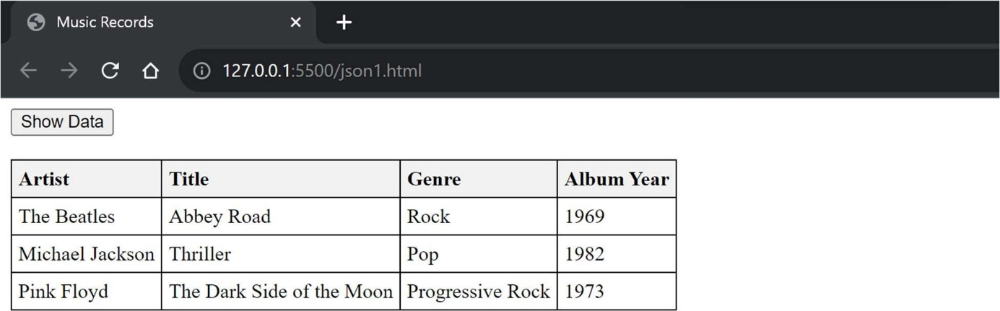 Music Records
127.0.0.1:5500/json1.html
Show Data
Artist Title Genre Album Year
The Beatles Abbey Road Rock 1969
Michael Jackson Thriller Pop 1982
Pink Floyd The Dark Side of the Moon Progressive Rock 1973